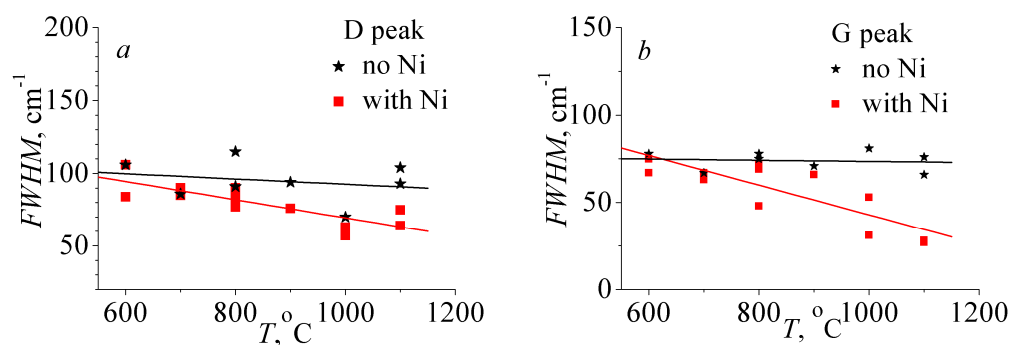 a
D peak
no Ni
with Ni
FWHM, cm-1
200
150
100
50
600
800
1000
1200
T, °C
b
G peak
no Ni
with Ni
FWHM, cm-1
150
100
50
0
600
800
1000
1200
T, °C